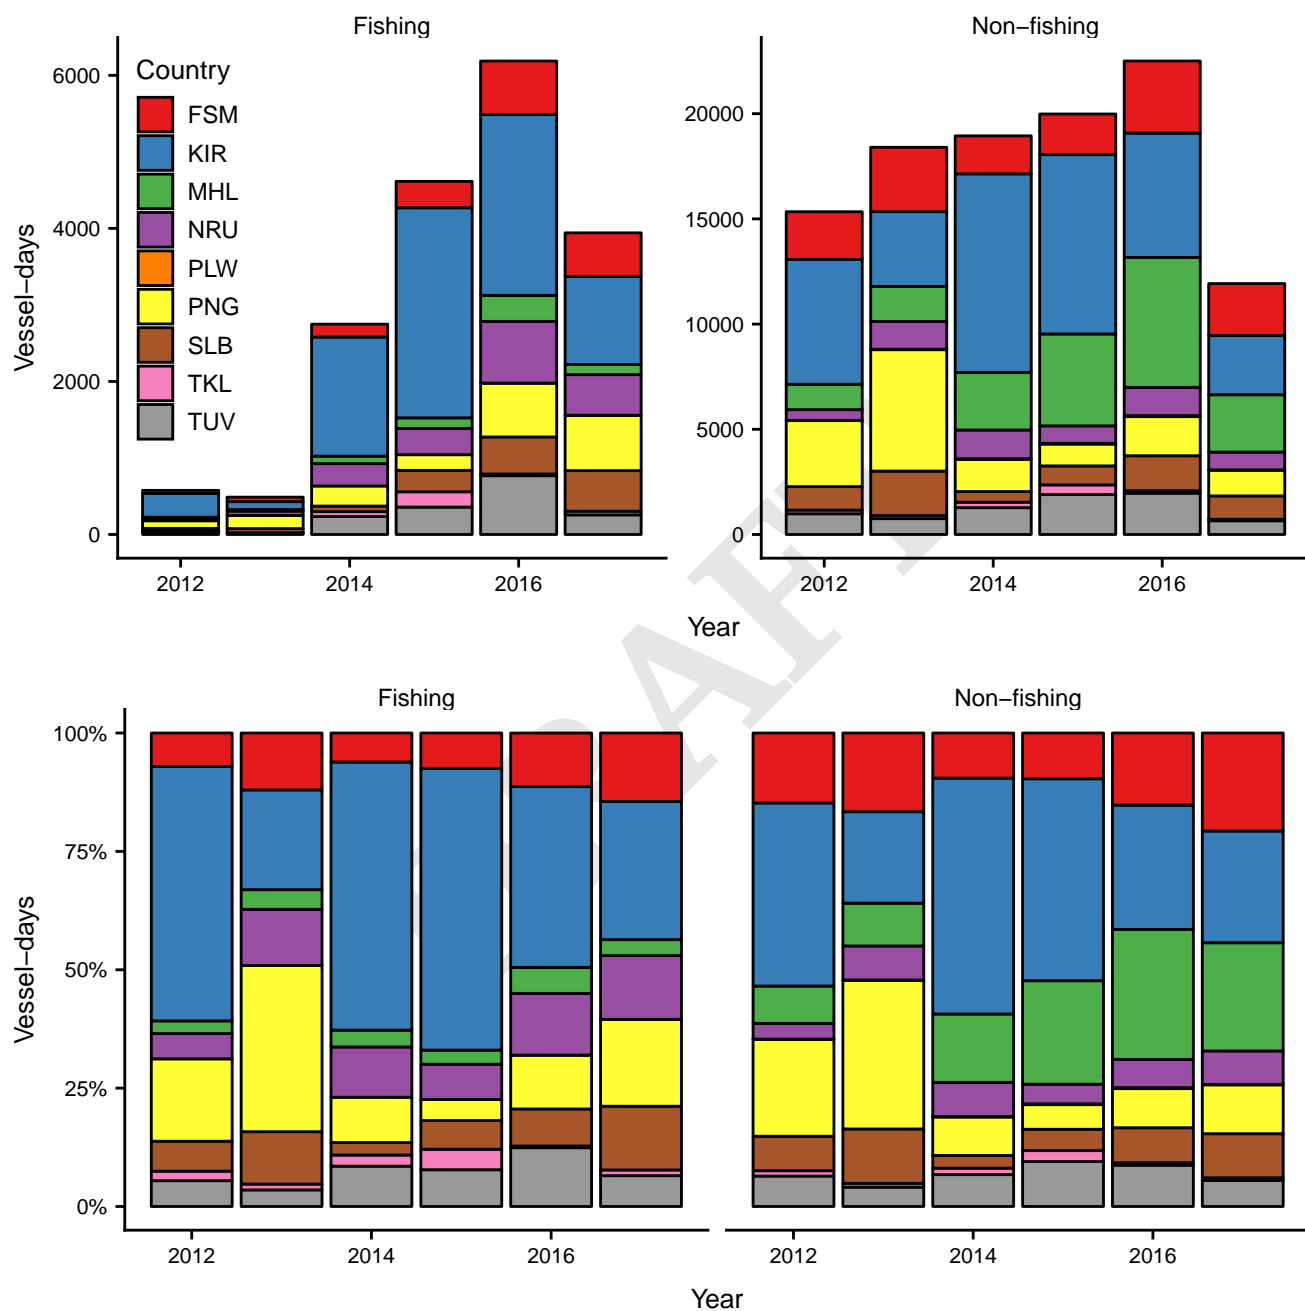 Fishing
Non−fishing
Vessel−days
6000
4000
2000
0
Country
FSM
KIR
MHL
NRU
PLW
PNG
SLB
TKL
TUV
20000
15000
10000
5000
0
2012
2014
2016
2012
2014
2016
Year
DRAFT
Fishing
Non−fishing
Vessel−days
100%
75%
50%
25%
0%
2012
2014
2016
2012
2014
2016
Year